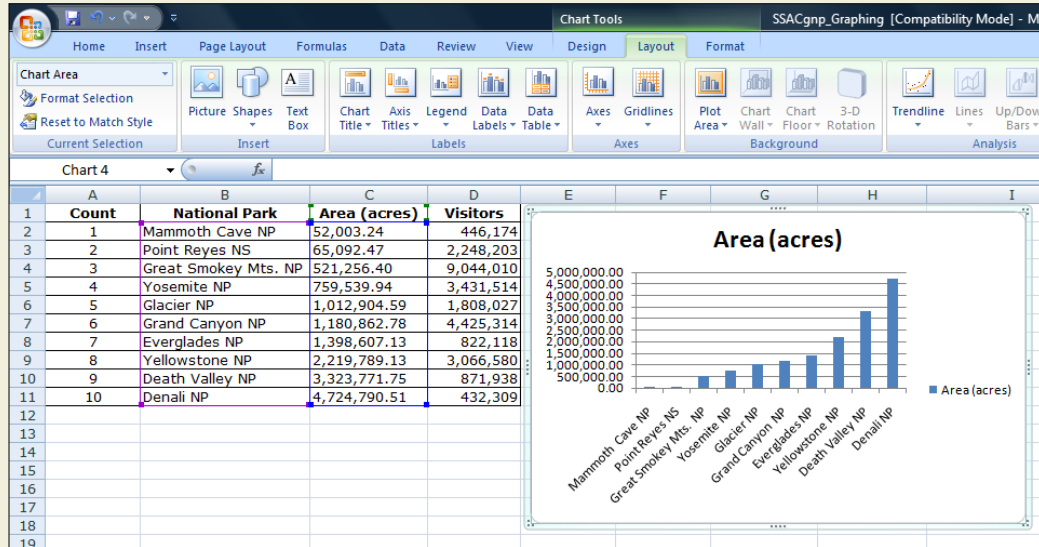 Chart Tools SSACgnp_Graphing [Compatibility Mode] - M
Home Insert Page Layout Formulas Data Review View Design Layout Format
Chart Area
Format Selection
Reset to Match Style
Current Selection
Picture Shapes Text Box
Insert
Chart Title Axis Titles Legend Data Labels Data Table
Labels
Axes Gridlines
Axes
Plot Area Chart Wall Chart Floor 3-D Rotation
Background
Trendline Lines Up/Dow Bars
Analysis
Chart 4 fx
A B C D E F G H I
1 Count National Park Area (acres) Visitors
2 1 Mammoth Cave NP 52,003.24 446,174
3 2 Point Reyes NS 65,092.47 2,248,203
4 3 Great Smokey Mts. NP 521,256.40 9,044,010
5 4 Yosemite NP 759,539.94 3,431,514
6 5 Glacier NP 1,012,904.59 1,808,027
7 6 Grand Canyon NP 1,180,862.78 4,425,314
8 7 Everglades NP 1,398,607.13 822,118
9 8 Yellowstone NP 2,219,789.13 3,066,580
10 9 Death Valley NP 3,323,771.75 871,938
11 10 Denali NP 4,724,790.51 432,309
12
13
14
15
16
17
18
19
Area (acres)
5,000,000.00
4,500,000.00
4,000,000.00
3,500,000.00
3,000,000.00
2,500,000.00
2,000,000.00
1,500,000.00
1,000,000.00
500,000.00
0.00
Mammoth Cave NP
Point Reyes NS
Great Smokey Mts. NP
Yosemite NP
Glacier NP
Grand Canyon NP
Everglades NP
Yellowstone NP
Death Valley NP
Denali NP
Area (acres)